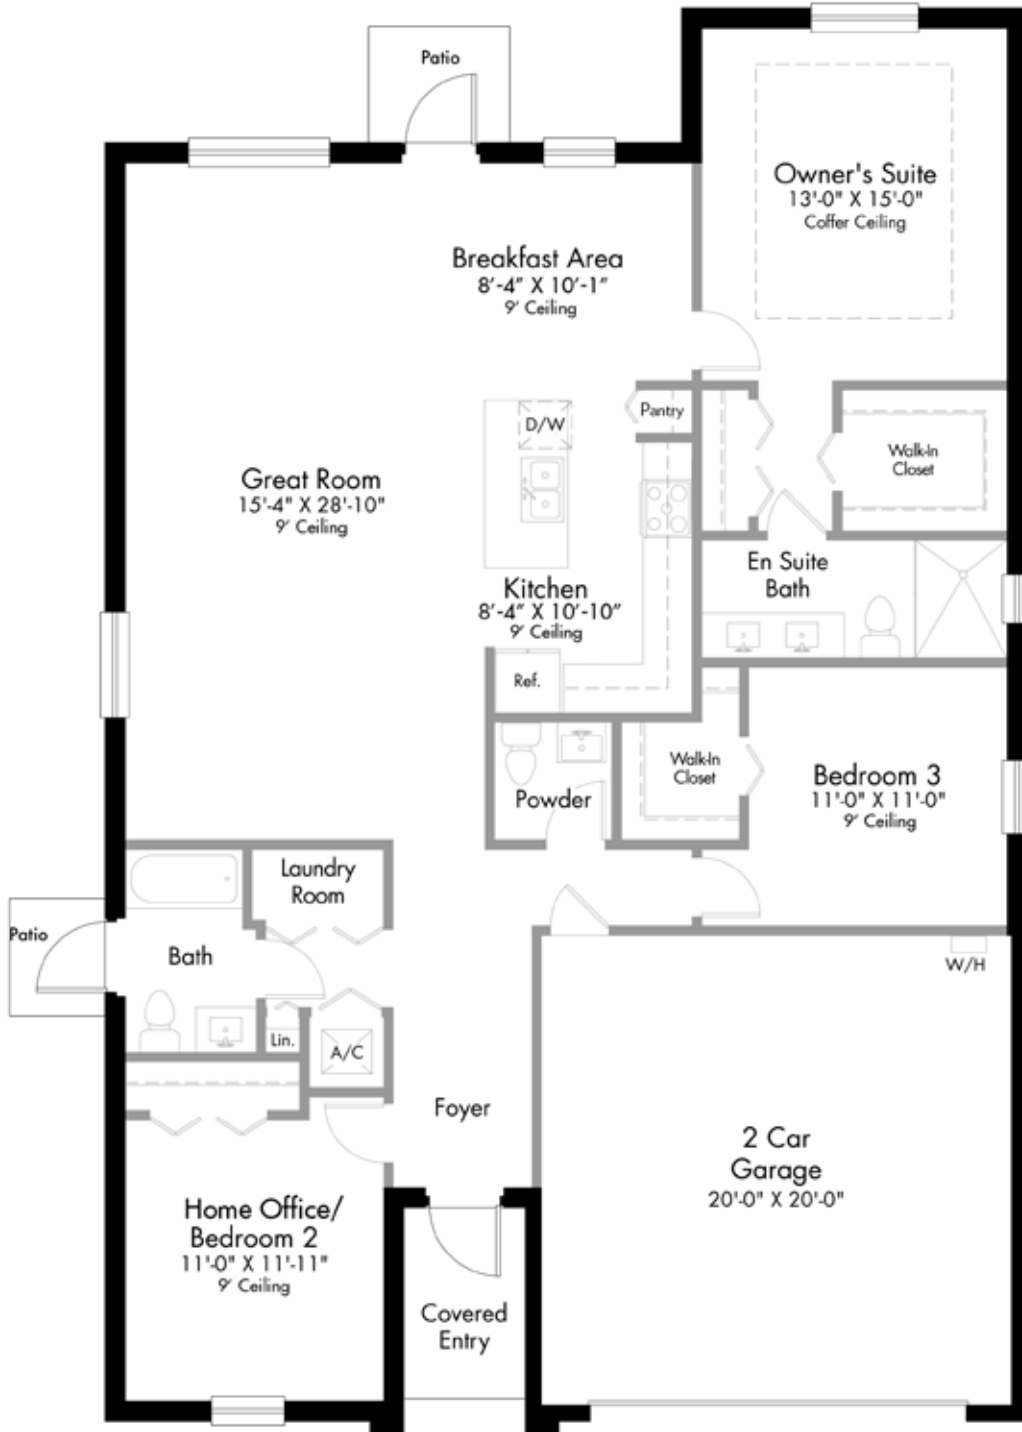 Patio
Owner's Suite
13'-0" X 15'-0"
Coffer Ceiling
Breakfast Area
8'-4" X 10'-1"
9' Ceiling
Pantry
D/W
Walk-In
Closet
Great Room
15'-4" X 28'-10"
9' Ceiling
En Suite
Bath
Kitchen
8'-4" X 10'-10"
9' Ceiling
Ref.
Walk-In
Closet
Bedroom 3
11'-0" X 11'-0"
9' Ceiling
Powder
Laundry
Room
Patio
Bath
W/H
Lin.
A/C
Foyer
2 Car
Garage
20'-0" X 20'-0"
Home Office/
Bedroom 2
11'-0" X 11'-11"
9' Ceiling
Covered
Entry